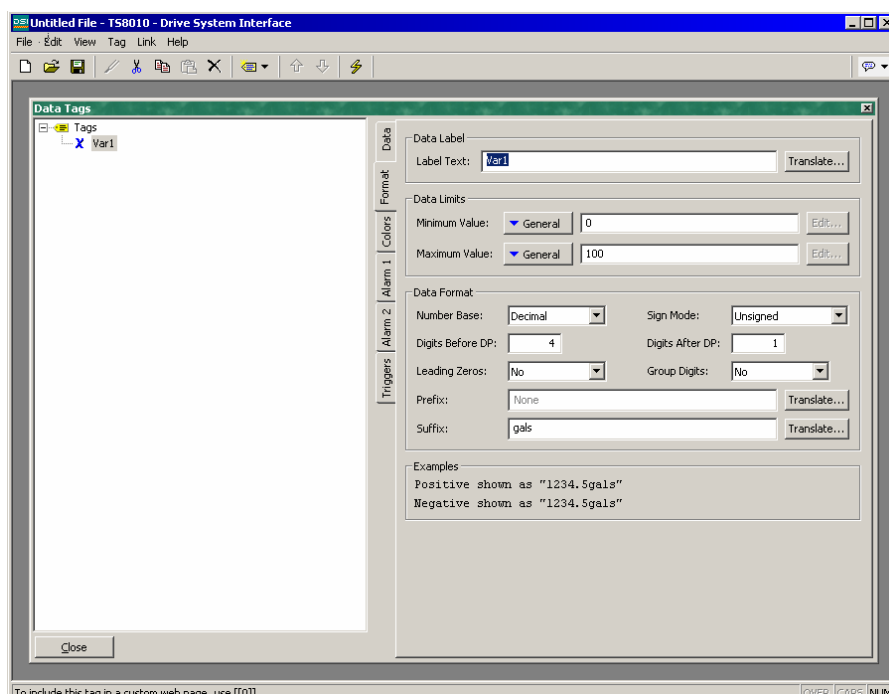 DSI Untitled File - TS8010 - Drive System Interface
File Edit View Tag Link Help
Data Tags
Tags
Var1
Data
Format
Colors
Alarm 1
Alarm 2
Triggers
Data Label
Label Text: Var1 Translate...
Data Limits
Minimum Value: General 0 Edit...
Maximum Value: General 100 Edit...
Data Format
Number Base: Decimal Sign Mode: Unsigned
Digits Before DP: 4 Digits After DP: 1
Leading Zeros: No Group Digits: No
Prefix: None Translate...
Suffix: gals Translate...
Examples
Positive shown as "1234.5gals"
Negative shown as "1234.5gals"
Close
To include this tag in a custom web page, use [[0]] OVER CAPS NUM